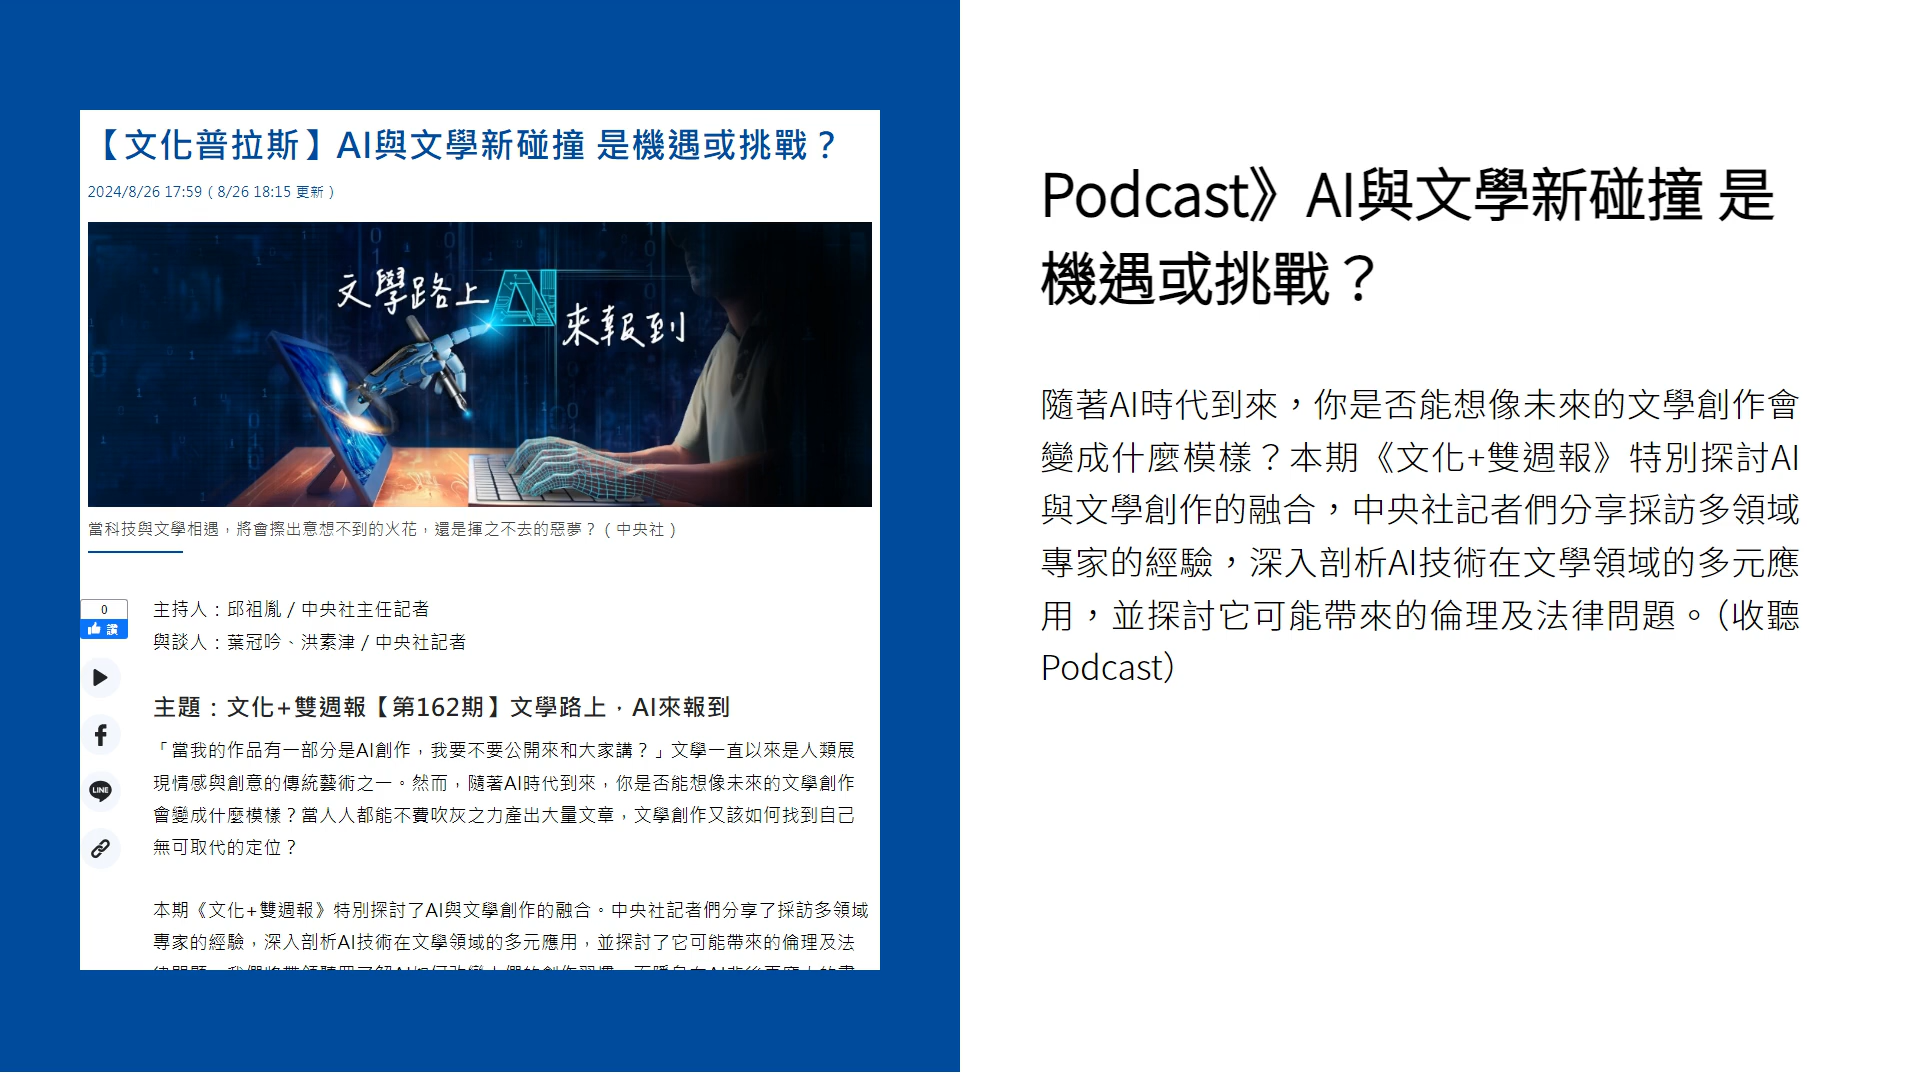 【文化普拉斯】AI與文學新碰撞 是機遇或挑戰？
2024/8/26 17:59（8/26 18:15 更新）
文學路上AI來報到
當科技與文學相遇，將會擦出意想不到的火花，還是揮之不去的惡夢？（中央社）
0
讚
LINE
主持人：邱祖胤 / 中央社主任記者
與談人：葉冠吟、洪素津 / 中央社記者
主題：文化+雙週報【第162期】文學路上，AI來報到
「當我的作品有一部分是AI創作，我要不要公開來和大家講？」文學一直以來是人類展
現情感與創意的傳統藝術之一。然而，隨著AI時代到來，你是否能想像未來的文學創作
會變成什麼模樣？當人人都能不費吹灰之力產出大量文章，文學創作又該如何找到自己
無可取代的定位？
本期《文化+雙週報》特別探討了AI與文學創作的融合。中央社記者們分享了採訪多領域
專家的經驗，深入剖析AI技術在文學領域的多元應用，並探討了它可能帶來的倫理及法
Podcast》AI與文學新碰撞 是
機遇或挑戰？
隨著AI時代到來，你是否能想像未來的文學創作會
變成什麼模樣？本期《文化+雙週報》特別探討AI
與文學創作的融合，中央社記者們分享採訪多領域
專家的經驗，深入剖析AI技術在文學領域的多元應
用，並探討它可能帶來的倫理及法律問題。（收聽
Podcast）